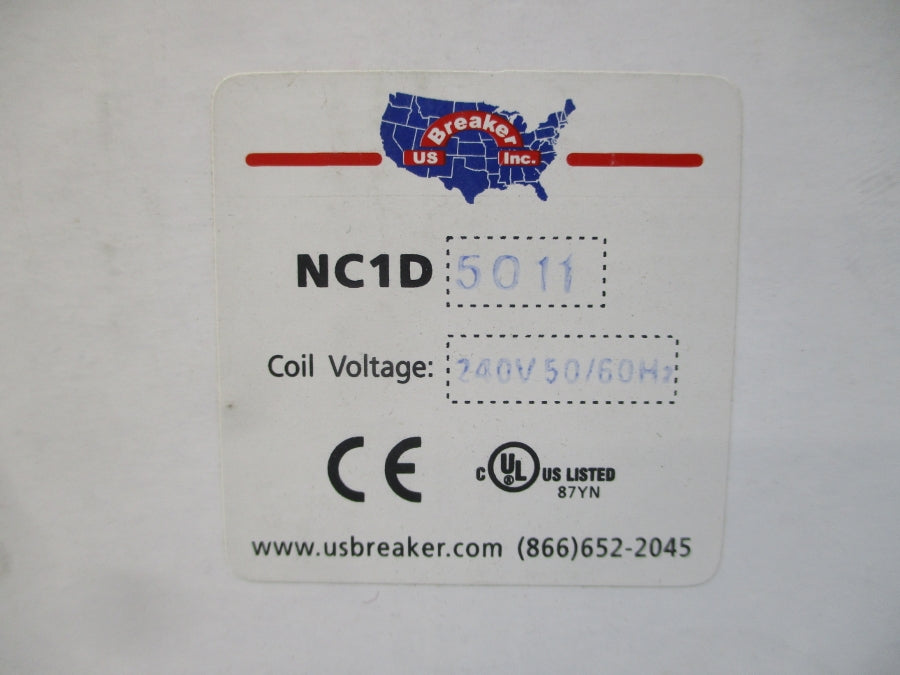 Breaker
US Inc.
NC1D 5011
Coil Voltage: 240V 50/60Hz
CE C UL® US LISTED
87YN
www.usbreaker.com (866)652-2045